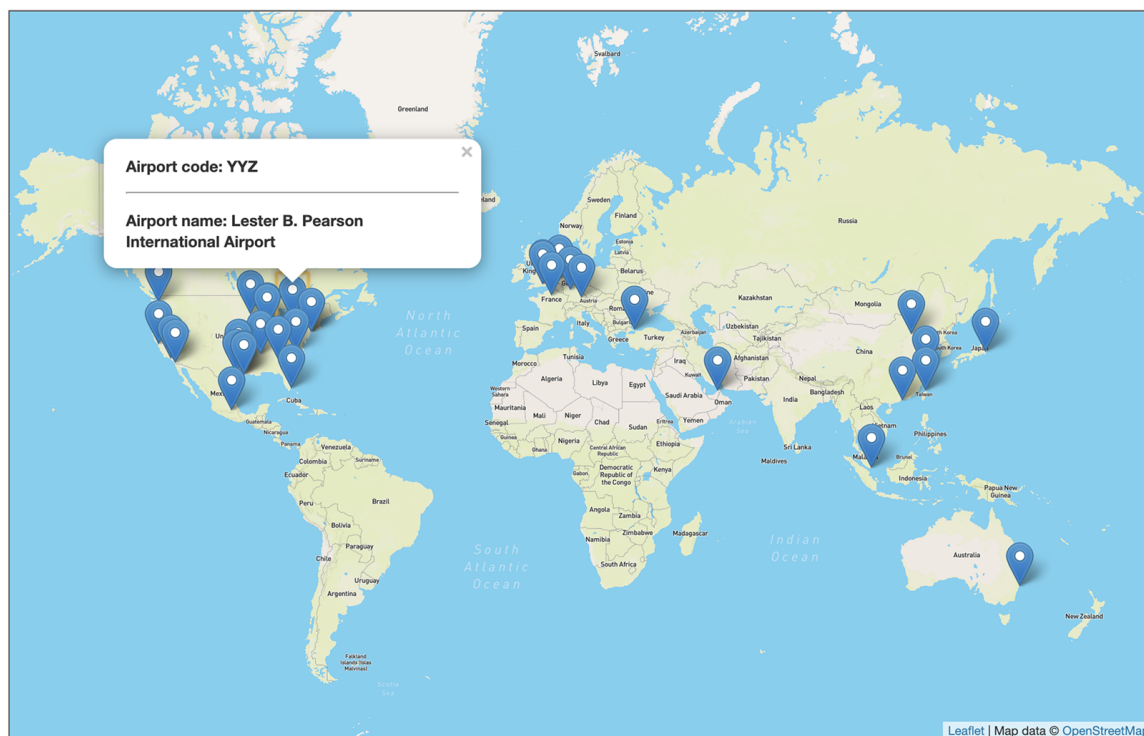 Svalbard
Greenland
×
Airport code: YYZ
Airport name: Lester B. Pearson
International Airport
Sweden
Finland
Norway
Russia
Estonia
Latvia
Belarus
France
Austria
Kazakhstan
Mongolia
North
Atlantic
Ocean
Spain
Italy
Bulgaria
Greece
Turkey
Azerbaijan
Uzbekistan
Tajikistan
China
Morocco
Tunisia
Iraq
Afghanistan
Kuwait
Algeria
Libya
Egypt
Pakistan
Nepal
Western
Sahara
Saudi Arabia
Oman
India
Bangladesh
Taiwan
Cuba
Mauritania
Mali
Niger
Chad
Sudan
Eritrea
Yemen
Arabian
Sea
Laos
Guatemala
Nicaragua
Senegal
Guinea
Ghana
Nigeria
Central African
Republic
Ethiopia
Sri Lanka
Philippines
Panama
Venezuela
Colombia
Suriname
Ecuador
Gabon
Democratic
Republic of
the Congo
Kenya
Maldives
Brunei
Indonesia
Papua New
Guinea
Peru
Brazil
Bolivia
Angola
Zambia
Zimbabwe
Madagascar
Namibia
South
Atlantic
Ocean
Indian
Ocean
Paraguay
Chile
Australia
South Africa
Uruguay
Argentina
New Zealand
Falkland
Islands (Islas
Malvinas)
Scotia
Sea
Leaflet | Map data © OpenStreetMap